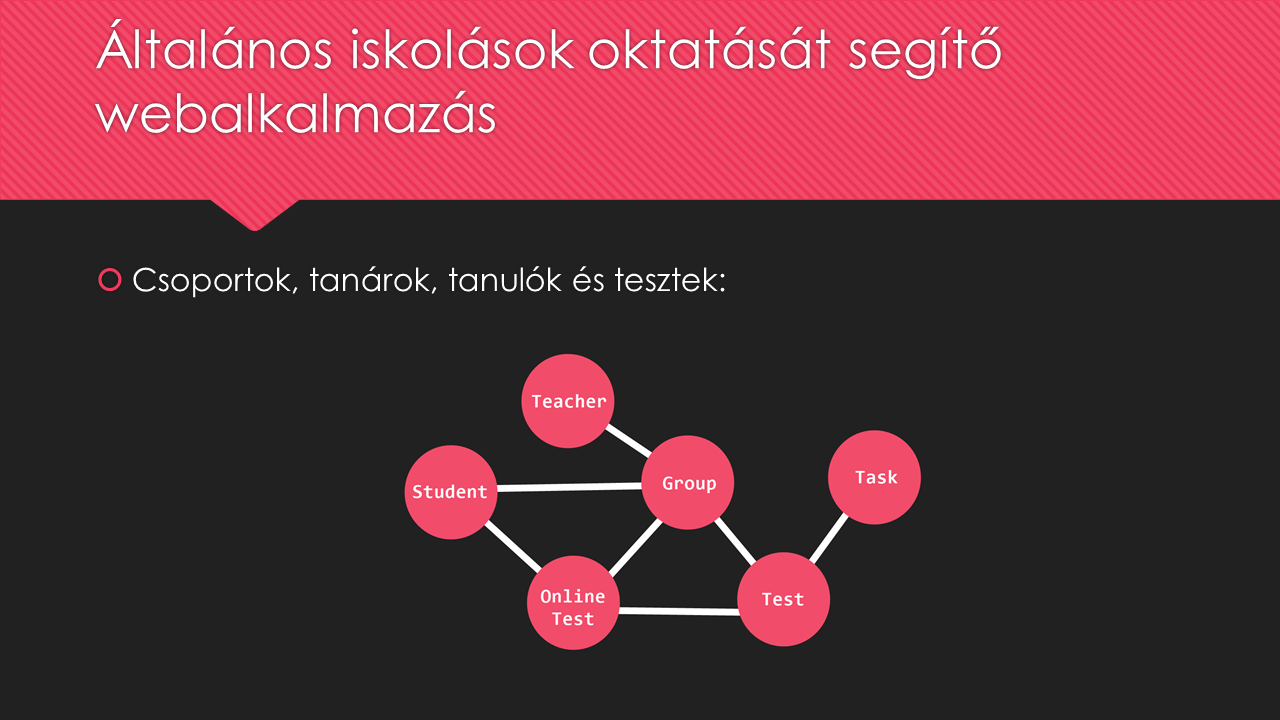 Általános iskolások oktatását segítő
webalkalmazás
Csoportok, tanárok, tanulók és tesztek:
Teacher
Group
Task
Student
Online
Test
Test